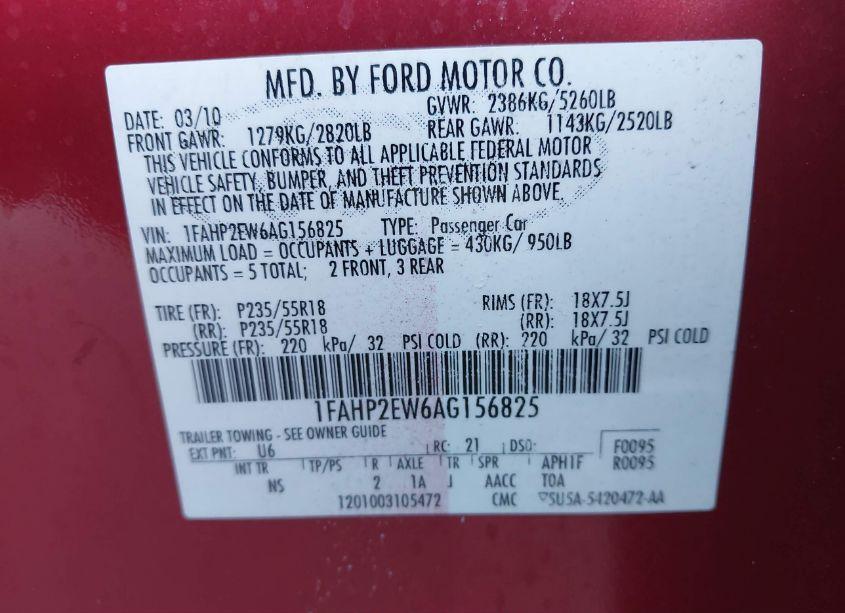 MFD. BY FORD MOTOR CO.
DATE: 03/10 GVWR: 2386KG/5260LB
FRONT GAWR: 1279KG/2820LB REAR GAWR: 1143KG/2520LB
THIS VEHICLE CONFORMS TO ALL APPLICABLE FEDERAL MOTOR
VEHICLE SAFETY, BUMPER, AND THEFT PREVENTION STANDARDS
IN EFFECT ON THE DATE OF MANUFACTURE SHOWN ABOVE.
VIN: 1FAHP2EW6AG156825 TYPE: Passenger Car
MAXIMUM LOAD = OCCUPANTS + LUGGAGE = 430KG/ 950LB
OCCUPANTS = 5 TOTAL; 2 FRONT, 3 REAR
TIRE (FR): P235/55R18 RIMS (FR): 18X7.5J
(RR): P235/55R18 (RR): 18X7.5J
PRESSURE (FR): 220 kPa/ 32 PSI COLD (RR): 220 kPa/ 32 PSI COLD
1FAHP2EW6AG156825
TRAILER TOWING - SEE OWNER GUIDE
EXT PNT: U6 RC: 21 DSO: F0095
INT TR TP/PS R AXLE TR SPR APH1F R0095
NS 2 1A J AACC TOA
1201003105472 CMC ▽5U5A-5420472-AA